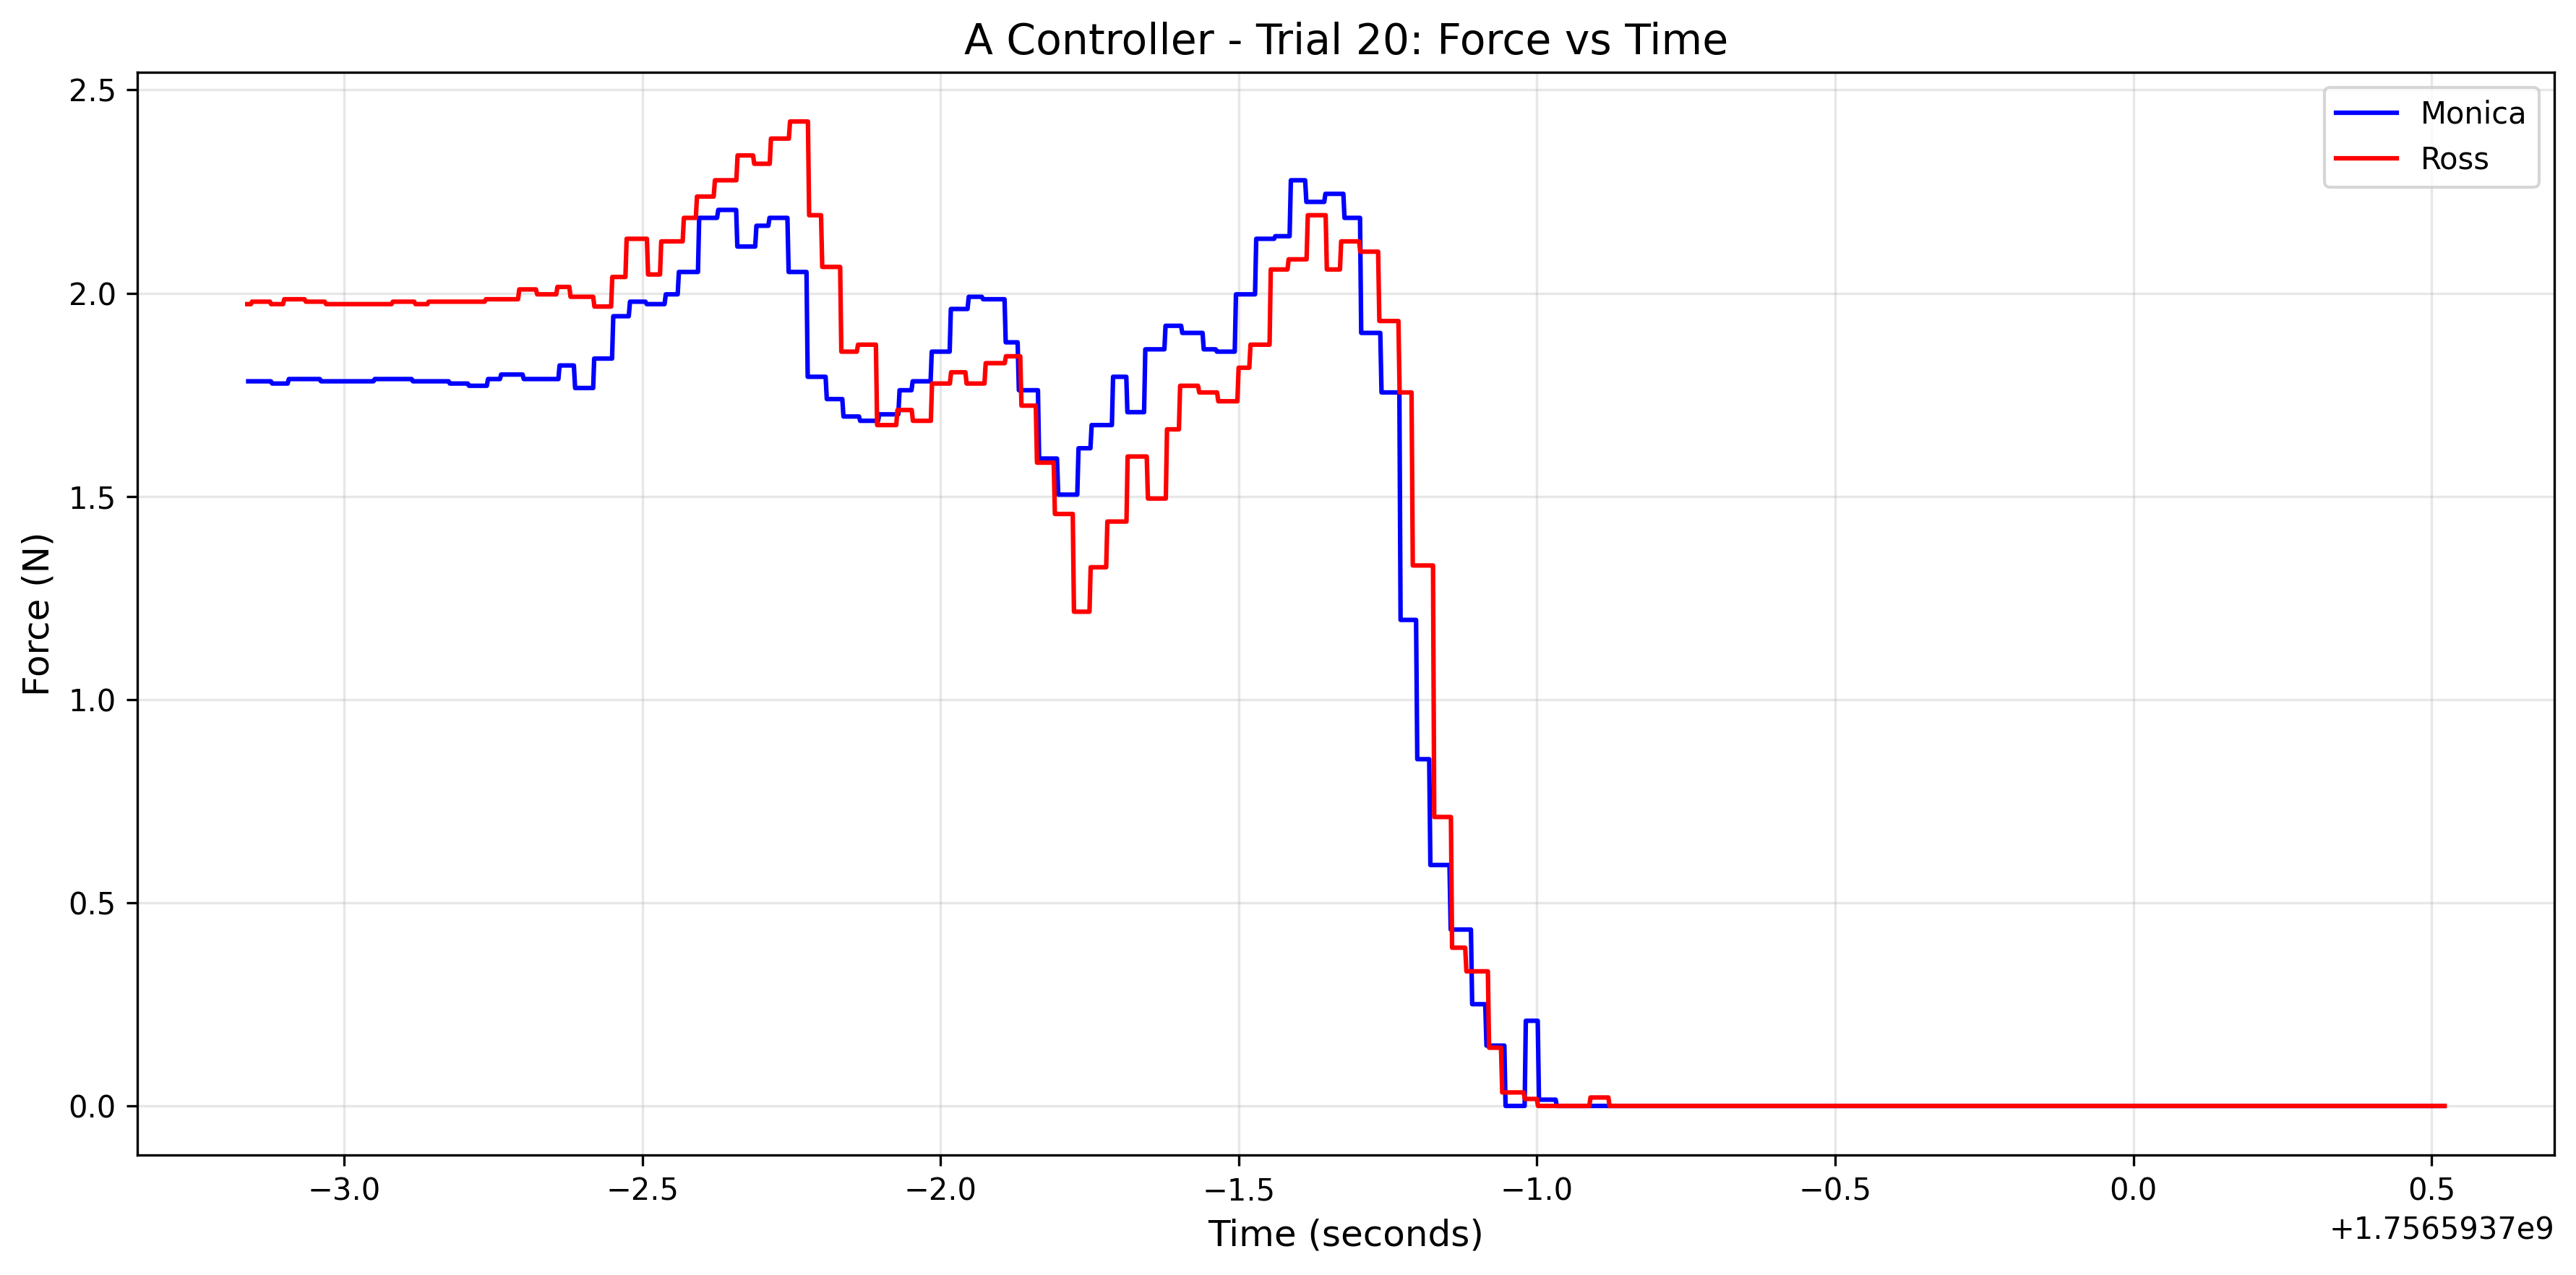 A Controller - Trial 20: Force vs Time
Monica
Ross
Force (N)
2.5
2.0
1.5
1.0
0.5
0.0
−3.0 −2.5 −2.0 −1.5 −1.0 −0.5 0.0 0.5
Time (seconds)
+1.7565937e9